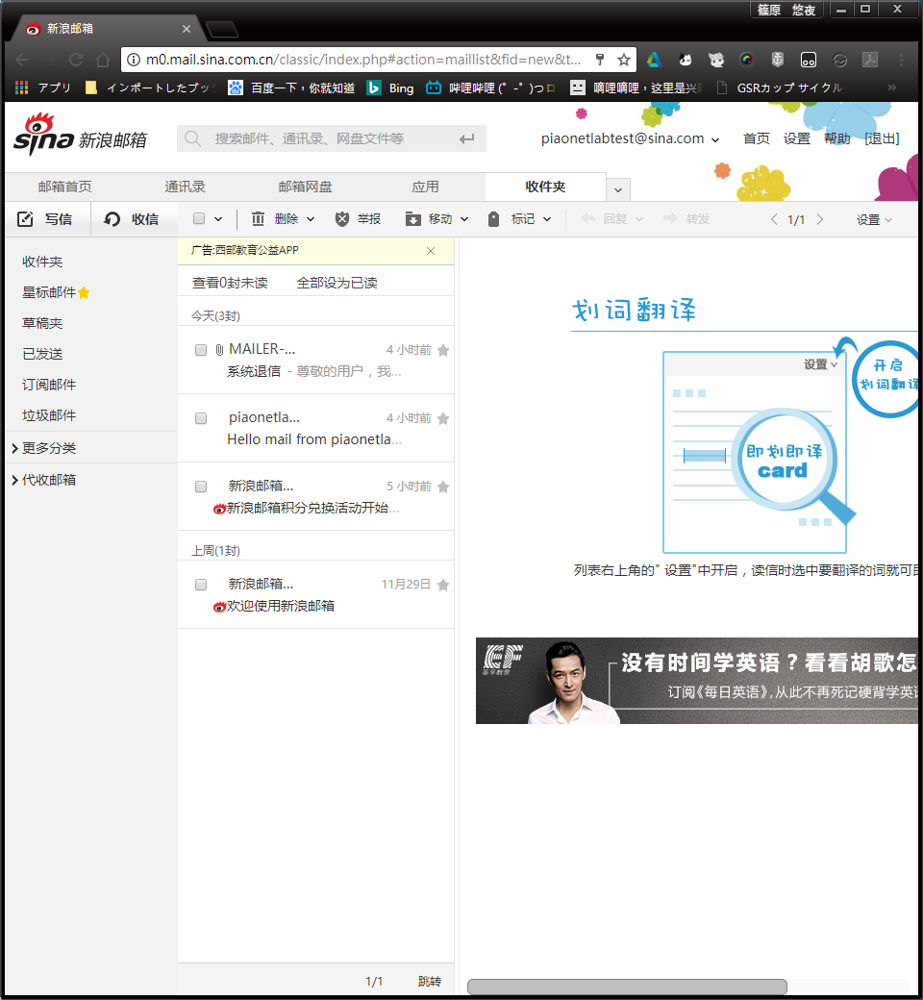 篠原 悠夜
新浪邮箱
m0.mail.sina.com.cn/classic/index.php#action=maillist&fid=new&t...
アプリ インポートしたブッ 百度一下，你就知道 Bing 哔哩哔哩 (゜-゜)つロ 嘀哩嘀哩，这里是兴 GSRカップ サイクル »
sina 新浪邮箱
搜索邮件、通讯录、网盘文件等
piaonetlabtest@sina.com 首页 设置 帮助 [退出]
邮箱首页 通讯录 邮箱网盘 应用 收件夹
写信 收信 删除 举报 移动 标记 回复 转发 1/1 设置
收件夹
星标邮件
草稿夹
已发送
订阅邮件
垃圾邮件
更多分类
代收邮箱
广告:西部教育公益APP
查看0封未读 全部设为已读
今天(3封)
MAILER-... 4 小时前
系统退信 - 尊敬的用户，我...
piaonetla... 4 小时前
Hello mail from piaonetla...
新浪邮箱... 5 小时前
新浪邮箱积分兑换活动开始...
上周(1封)
新浪邮箱... 11月29日
欢迎使用新浪邮箱
1/1 跳转
划词翻译
设置
开启
划词翻译
即划即译
card
列表右上角的" 设置"中开启，读信时选中要翻译的词就可
EF
英孚教育
没有时间学英语？看看胡歌怎
订阅《每日英语》,从此不再死记硬背学英语